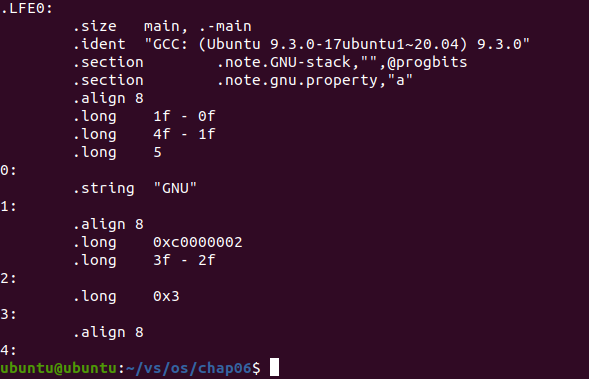 .LFE0:
        .size   main, .-main
        .ident  "GCC: (Ubuntu 9.3.0-17ubuntu1~20.04) 9.3.0"
        .section        .note.GNU-stack,"",@progbits
        .section        .note.gnu.property,"a"
        .align 8
        .long    1f - 0f
        .long    4f - 1f
        .long    5
0:
        .string  "GNU"
1:
        .align 8
        .long    0xc0000002
        .long    3f - 2f
2:
        .long    0x3
3:
        .align 8
4:
ubuntu@ubuntu:~/vs/os/chap06$